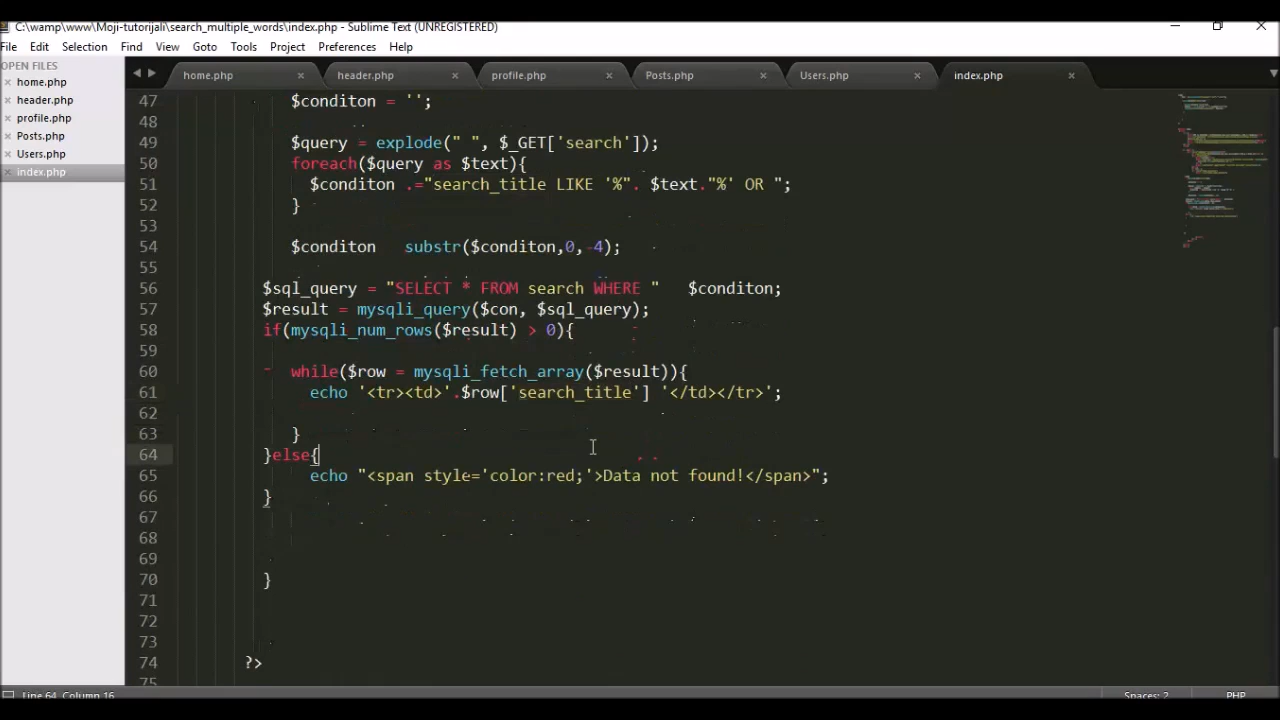 C:\wamp\www\Moji-tutorijali\search_multiple_words\index.php - Sublime Text (UNREGISTERED)
File Edit Selection Find View Goto Tools Project Preferences Help
OPEN FILES
home.php
header.php
profile.php
Posts.php
Users.php
index.php
home.php header.php profile.php Posts.php Users.php index.php
47 $conditon = '';
48
49 $query = explode(" ", $_GET['search']);
50 foreach($query as $text){
51 $conditon .="search_title LIKE '%". $text."%' OR ";
52 }
53
54 $conditon substr($conditon,0,-4);
55
56 $sql_query = "SELECT * FROM search WHERE " $conditon;
57 $result = mysqli_query($con, $sql_query);
58 if(mysqli_num_rows($result) > 0){
59
60 while($row = mysqli_fetch_array($result)){
61 echo '<tr><td>'.$row['search_title'] '</td></tr>';
62
63 }
64 }else{
65 echo "<span style='color:red;'>Data not found!</span>";
66 }
67
68
69
70 }
71
72
73
74 ?>
75
Line 64, Column 16
Spaces: 2
PHP